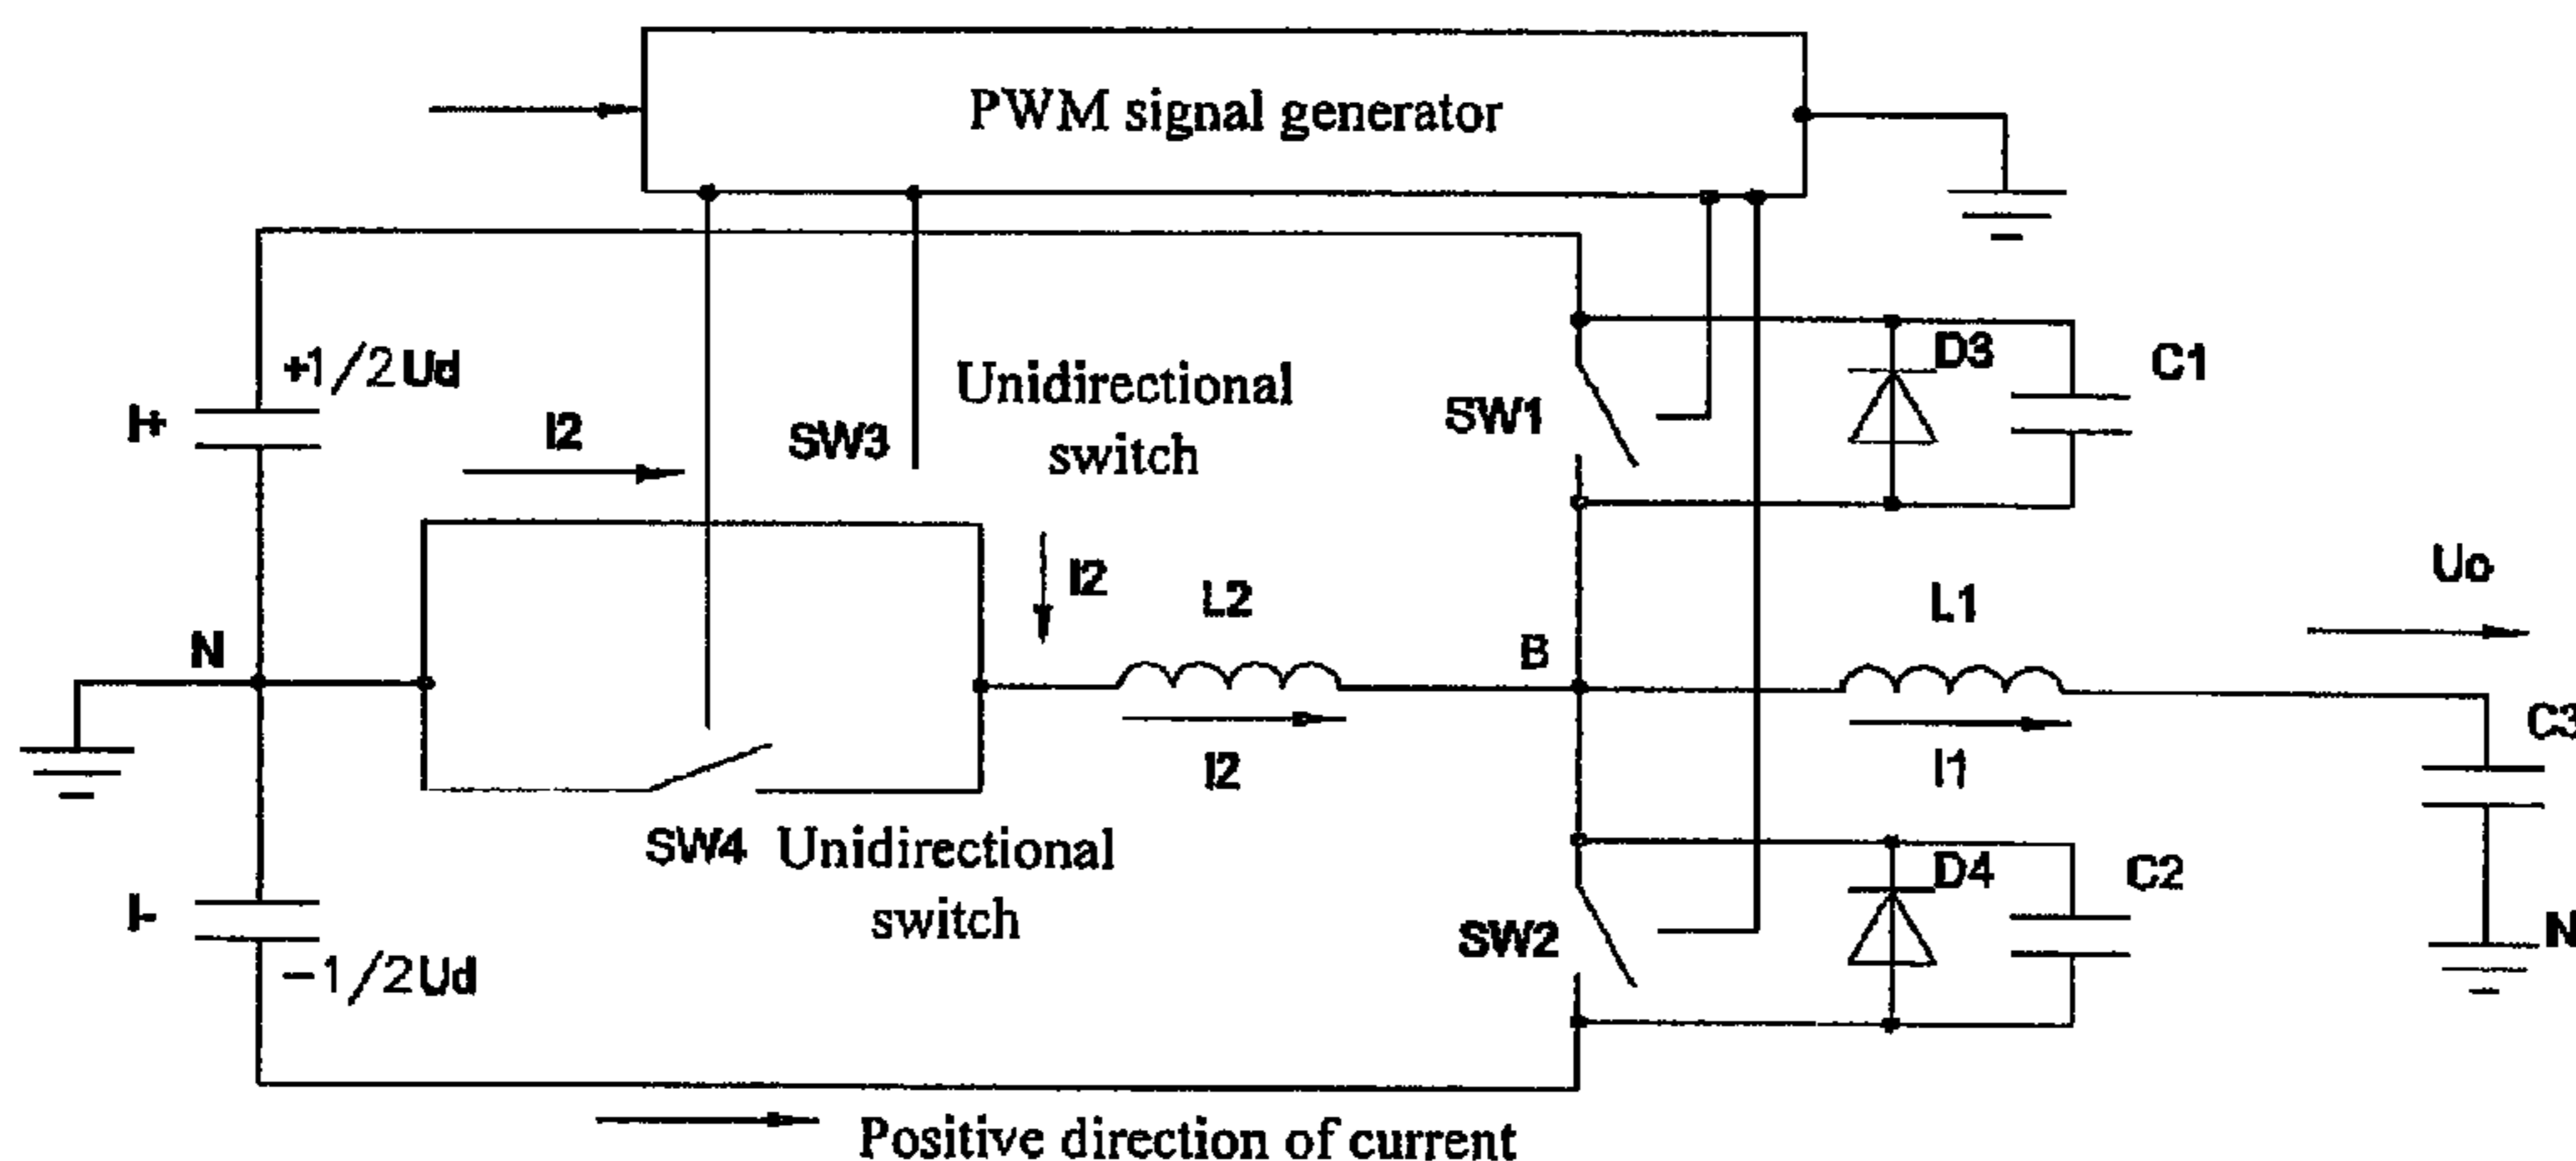 PWM signal generator
+1/2Ud
I+
I2
SW3
Unidirectional
switch
SW1
D3
C1
N
I2
L2
B
L1
Uo
I2
I1
C3
SW4 Unidirectional
switch
I-
-1/2Ud
SW2
D4
C2
N
Positive direction of current